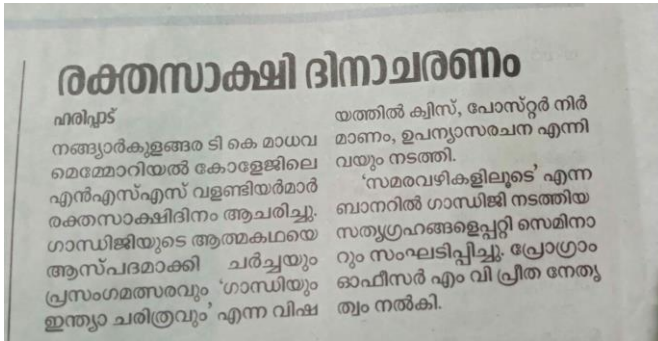 രക്തസാക്ഷി ദിനാചരണം
ഹരിപ്പാട്
നങ്ങ്യാർകുളങ്ങര ടി കെ മാധവ
മെമ്മോറിയൽ കോളേജിലെ
എൻഎസ്എസ് വളണ്ടിയർമാർ
രക്തസാക്ഷിദിനം ആചരിച്ചു.
ഗാന്ധിജിയുടെ ആത്മകഥയെ
ആസ്പദമാക്കി ചർച്ചയും
പ്രസംഗമത്സരവും 'ഗാന്ധിയും
ഇന്ത്യാ ചരിത്രവും' എന്ന വിഷ
യത്തിൽ ക്വിസ്, പോസ്റ്റർ നിർ
മാണം, ഉപന്യാസരചന എന്നി
വയും നടത്തി.
'സമരവഴികളിലൂടെ' എന്ന
ബാനറിൽ ഗാന്ധിജി നടത്തിയ
സത്യഗ്രഹങ്ങളെപ്പറ്റി സെമിനാ
റും സംഘടിപ്പിച്ചു. പ്രോഗ്രാം
ഓഫീസർ എം വി പ്രീത നേതൃ
ത്വം നൽകി.